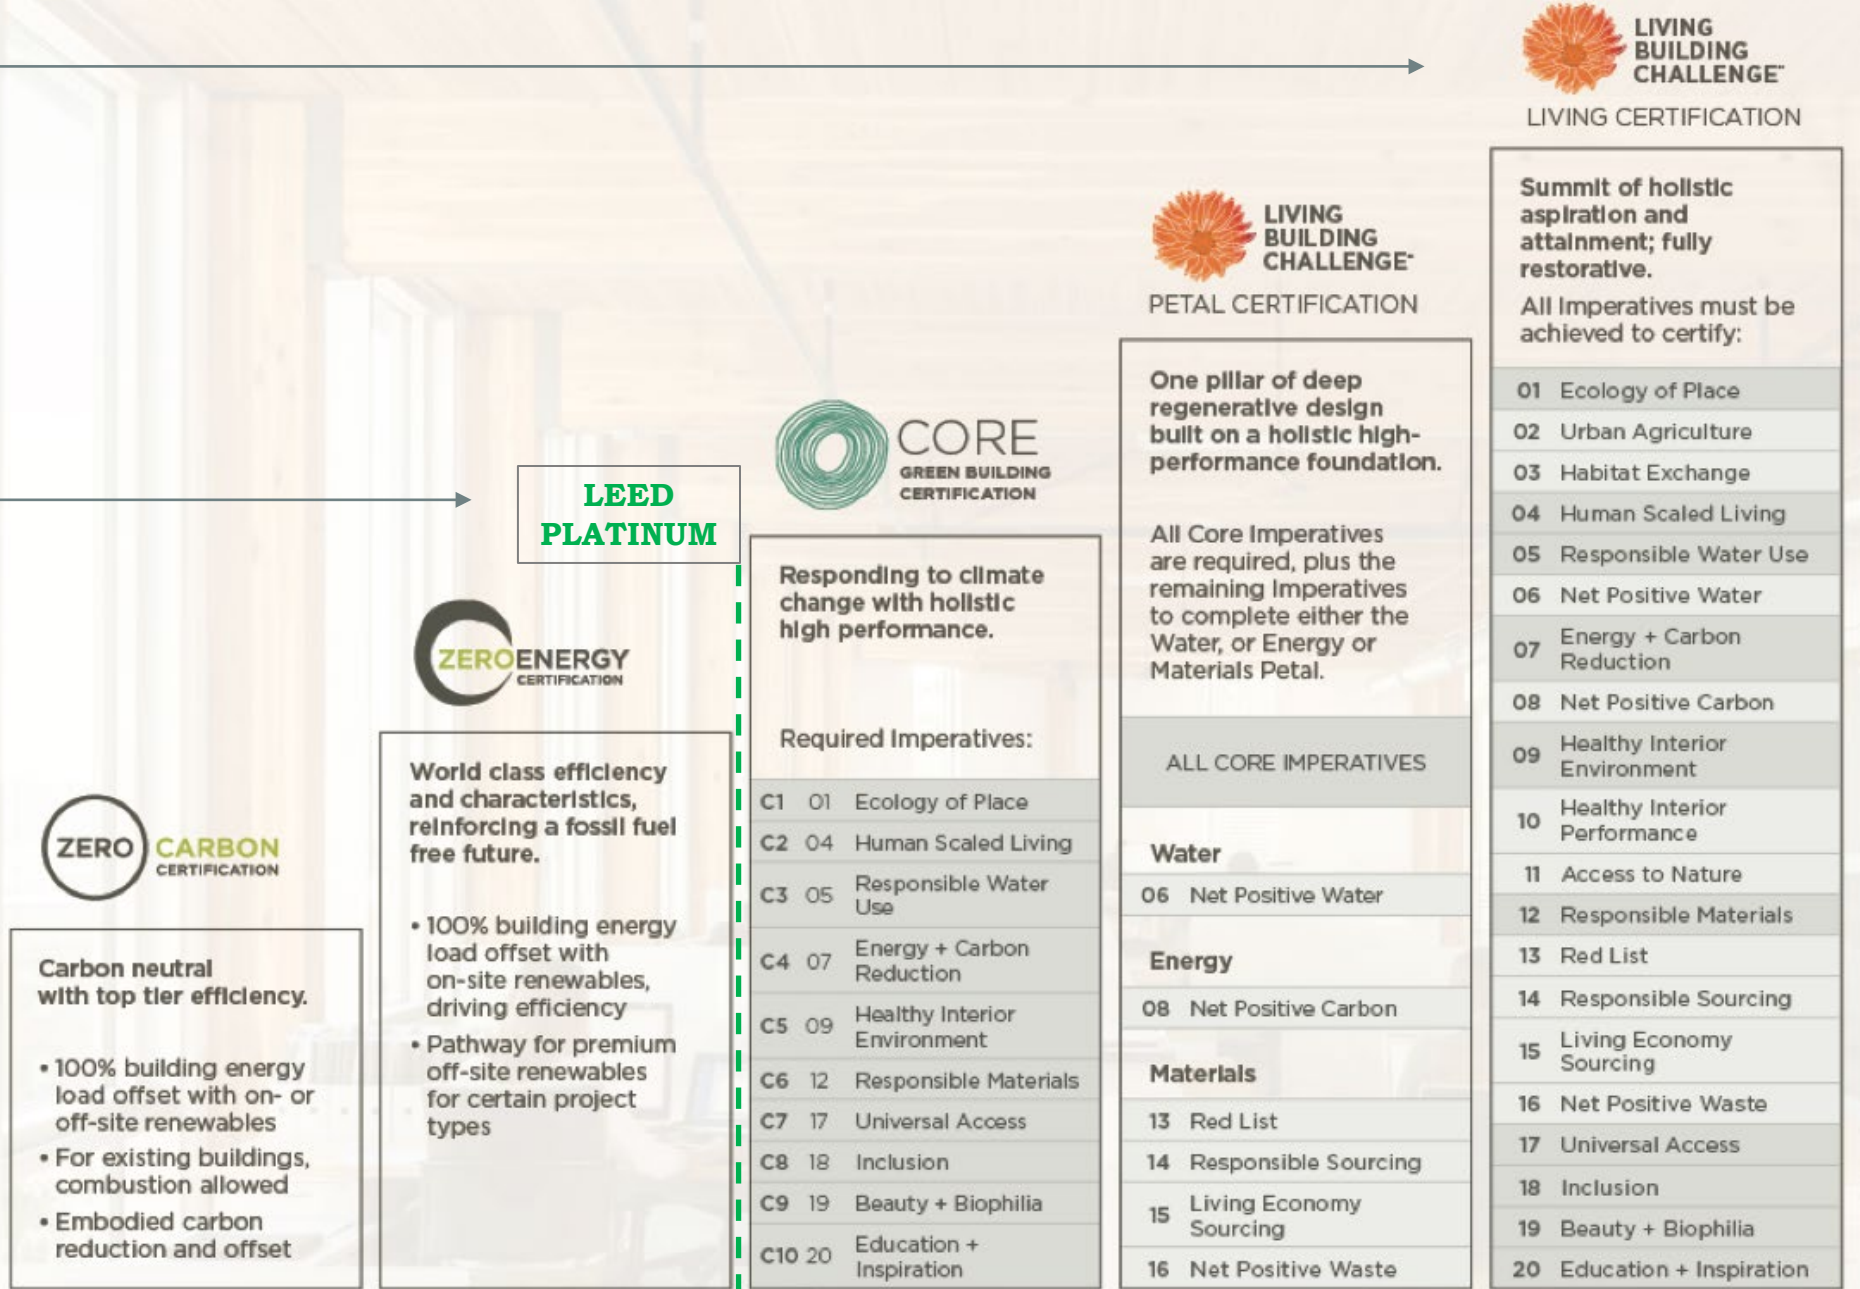 ZERO CARBON
CERTIFICATION
Carbon neutral
with top tier efficiency.
• 100% building energy
load offset with on- or
off-site renewables
• For existing buildings,
combustion allowed
• Embodied carbon
reduction and offset
ZEROENERGY
CERTIFICATION
World class efficiency
and characteristics,
reinforcing a fossil fuel
free future.
• 100% building energy
load offset with
on-site renewables,
driving efficiency
• Pathway for premium
off-site renewables
for certain project
types
LEED
PLATINUM
CORE
GREEN BUILDING
CERTIFICATION
Responding to climate
change with holistic
high performance.
Required Imperatives:
C1 01 Ecology of Place
C2 04 Human Scaled Living
C3 05 Responsible Water
Use
C4 07 Energy + Carbon
Reduction
C5 09 Healthy Interior
Environment
C6 12 Responsible Materials
C7 17 Universal Access
C8 18 Inclusion
C9 19 Beauty + Biophilia
C10 20 Education +
Inspiration
LIVING
BUILDING
CHALLENGE
PETAL CERTIFICATION
One pillar of deep
regenerative design
built on a holistic high-
performance foundation.
All Core Imperatives
are required, plus the
remaining Imperatives
to complete either the
Water, or Energy or
Materials Petal.
ALL CORE IMPERATIVES
Water
06 Net Positive Water
Energy
08 Net Positive Carbon
Materials
13 Red List
14 Responsible Sourcing
15 Living Economy
Sourcing
16 Net Positive Waste
LIVING
BUILDING
CHALLENGE™
LIVING CERTIFICATION
Summit of holistic
aspiration and
attainment; fully
restorative.
All Imperatives must be
achieved to certify:
01 Ecology of Place
02 Urban Agriculture
03 Habitat Exchange
04 Human Scaled Living
05 Responsible Water Use
06 Net Positive Water
07 Energy + Carbon
Reduction
08 Net Positive Carbon
09 Healthy Interior
Environment
10 Healthy Interior
Performance
11 Access to Nature
12 Responsible Materials
13 Red List
14 Responsible Sourcing
15 Living Economy
Sourcing
16 Net Positive Waste
17 Universal Access
18 Inclusion
19 Beauty + Biophilia
20 Education + Inspiration